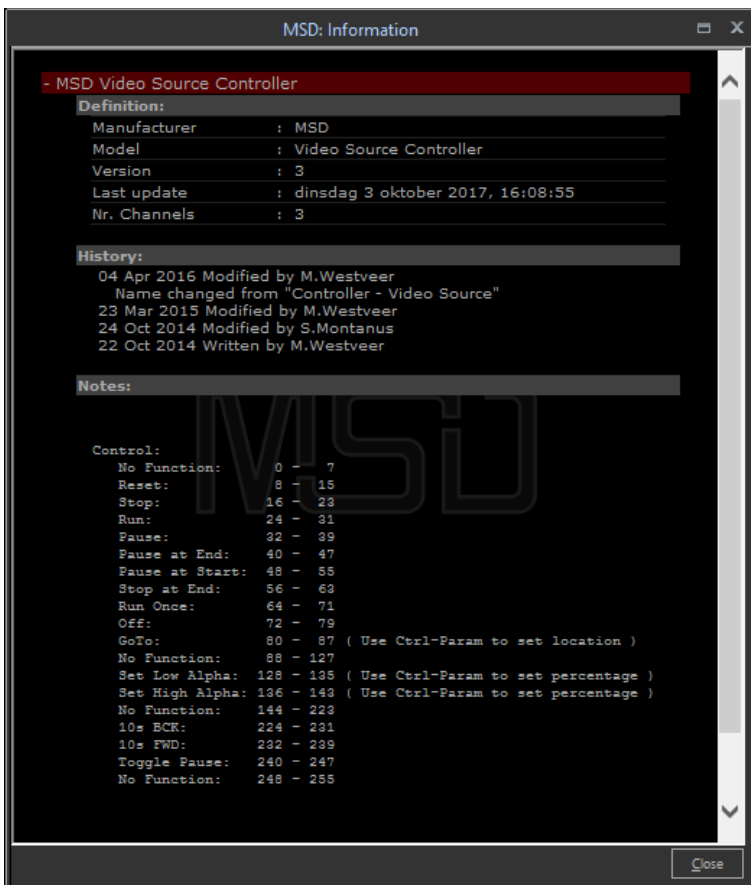 MSD: Information
- MSD Video Source Controller
Definition:
Manufacturer : MSD
Model : Video Source Controller
Version : 3
Last update : dinsdag 3 oktober 2017, 16:08:55
Nr. Channels : 3
History:
04 Apr 2016 Modified by M.Westveer
Name changed from "Controller - Video Source"
23 Mar 2015 Modified by M.Westveer
24 Oct 2014 Modified by S.Montanus
22 Oct 2014 Written by M.Westveer
Notes:
MSD
Control:
No Function: 0 - 7
Reset: 8 - 15
Stop: 16 - 23
Run: 24 - 31
Pause: 32 - 39
Pause at End: 40 - 47
Pause at Start: 48 - 55
Stop at End: 56 - 63
Run Once: 64 - 71
Off: 72 - 79
GoTo: 80 - 87 ( Use Ctrl-Param to set location )
No Function: 88 - 127
Set Low Alpha: 128 - 135 ( Use Ctrl-Param to set percentage )
Set High Alpha: 136 - 143 ( Use Ctrl-Param to set percentage )
No Function: 144 - 223
10s BCK: 224 - 231
10s FWD: 232 - 239
Toggle Pause: 240 - 247
No Function: 248 - 255
Close